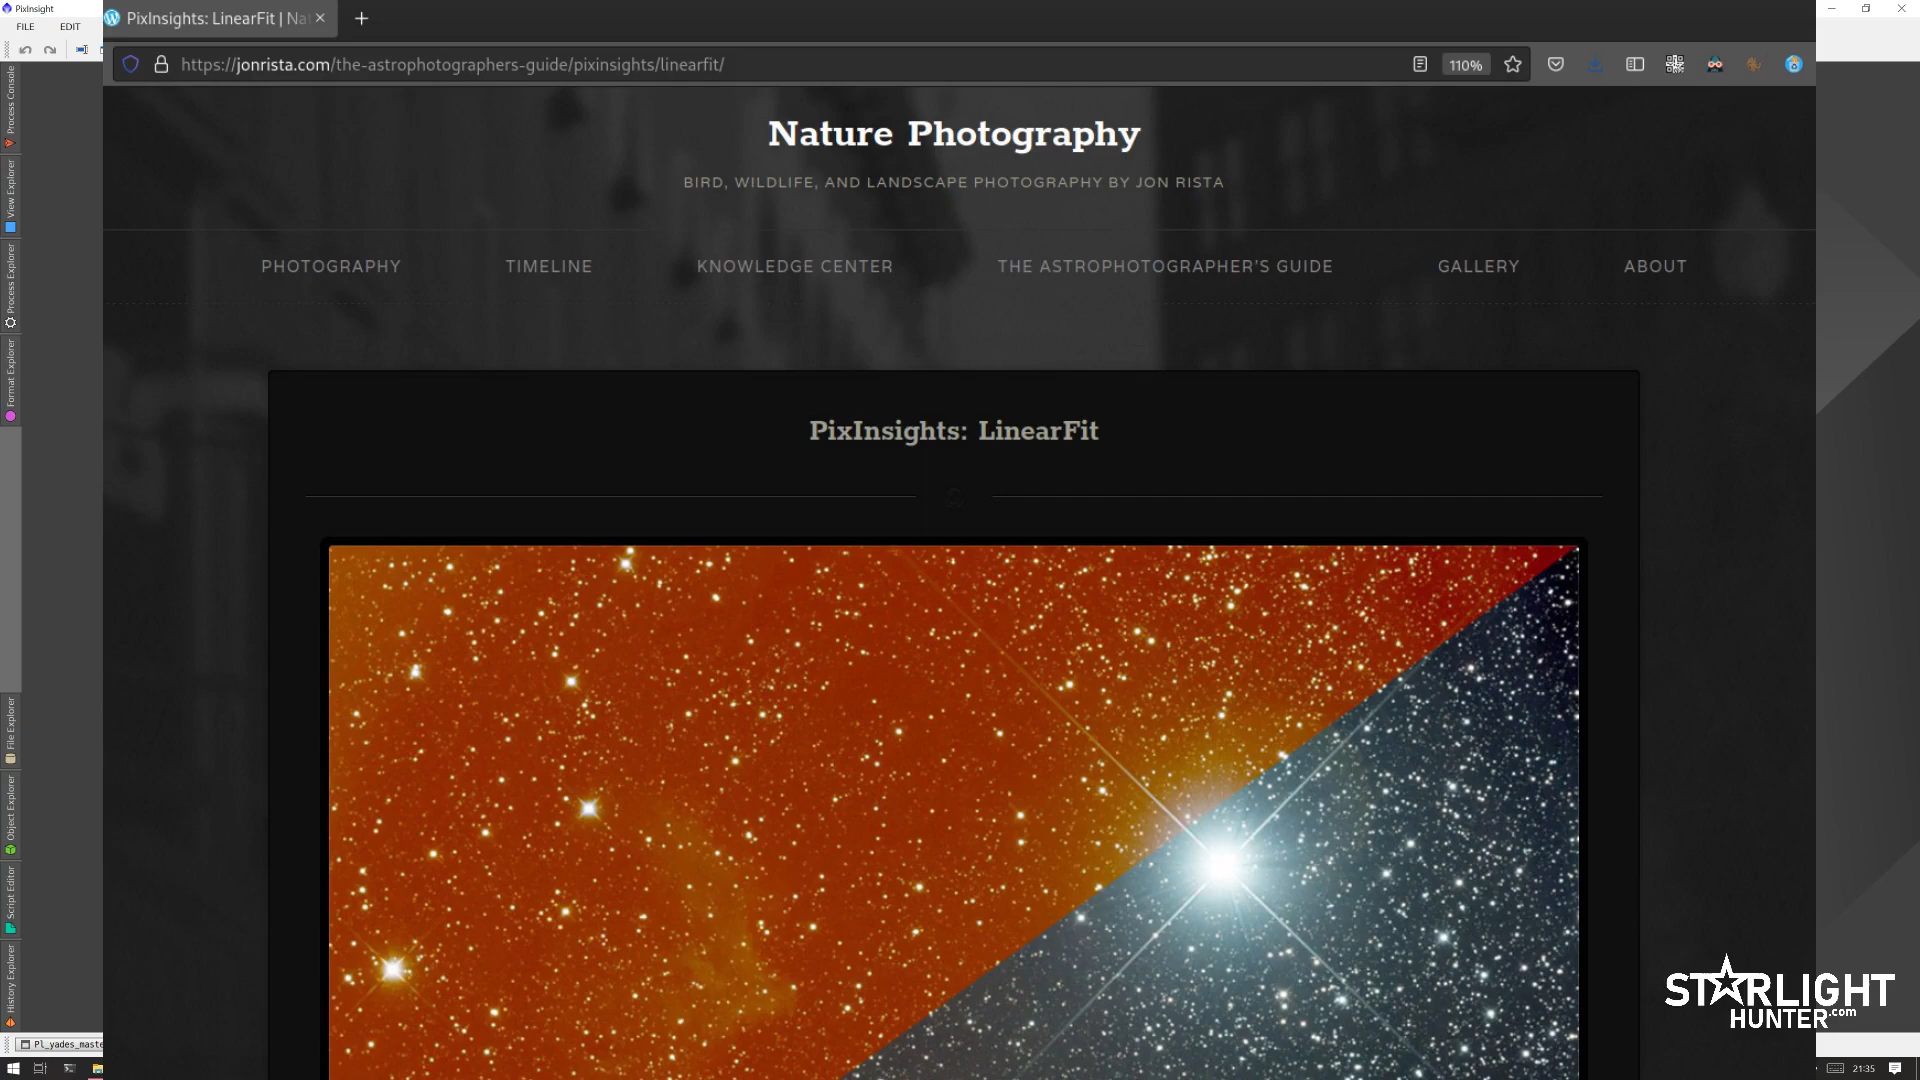 PixInsight
FILE EDIT
Process Console
View Explorer
Process Explorer
Format Explorer
File Explorer
Object Explorer
Script Editor
History Explorer
PI_yades_maste
PixInsights: LinearFit | Na
https://jonrista.com/the-astrophotographers-guide/pixinsights/linearfit/
110%
Nature Photography
BIRD, WILDLIFE, AND LANDSCAPE PHOTOGRAPHY BY JON RISTA
PHOTOGRAPHY TIMELINE KNOWLEDGE CENTER THE ASTROPHOTOGRAPHER'S GUIDE GALLERY ABOUT
PixInsights: LinearFit
STARLIGHT
HUNTER.com
21:35